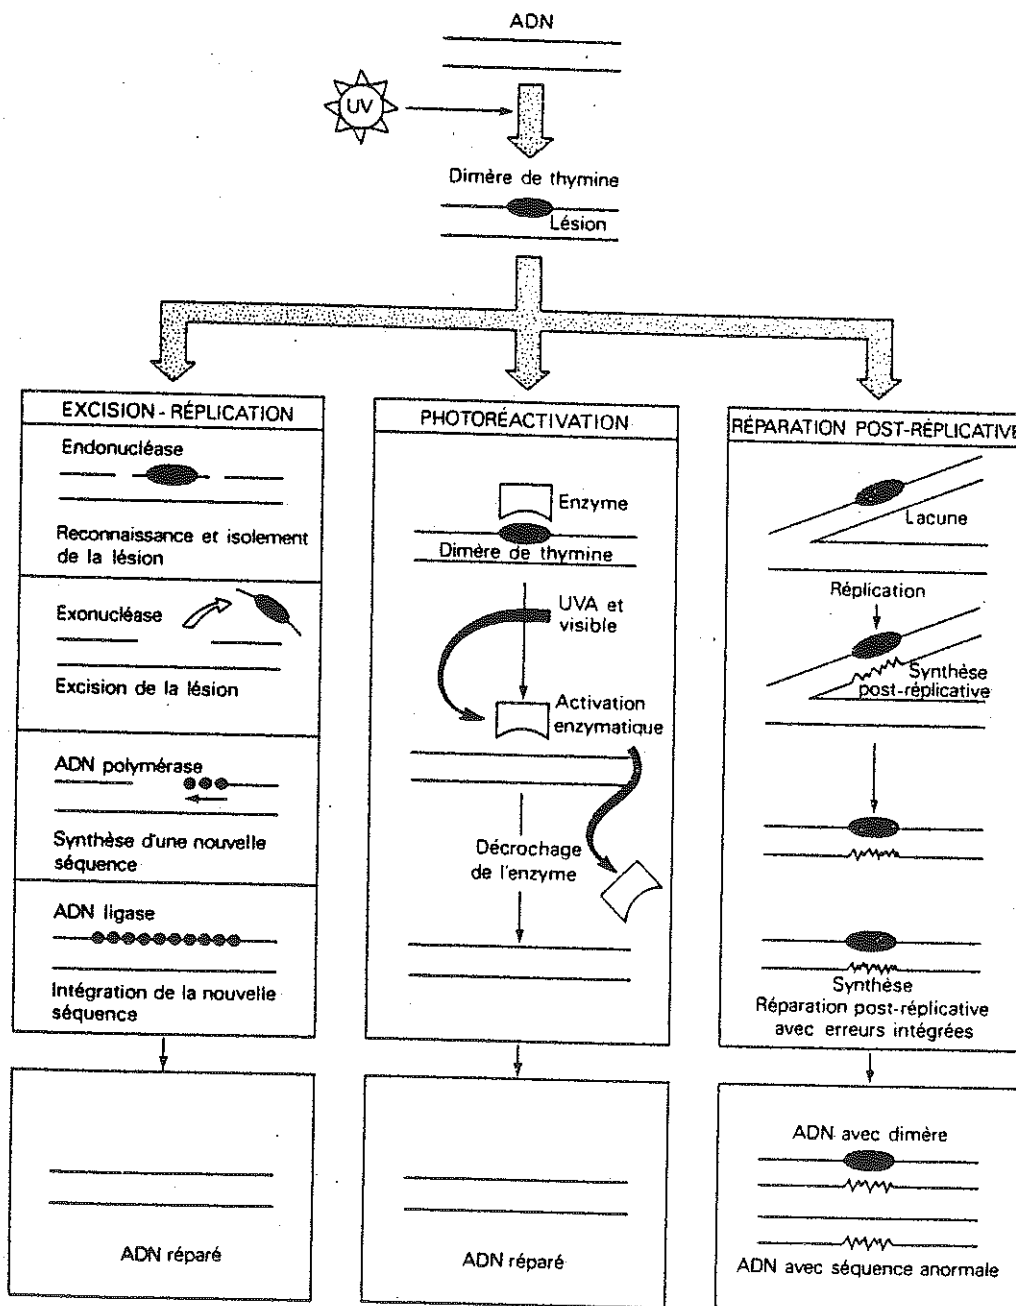 ADN
UV
Dimère de thymine
Lésion
EXCISION - RÉPLICATION
Endonucléase
Reconnaissance et isolement
de la lésion
Exonucléase
Excision de la lésion
ADN polymérase
Synthèse d'une nouvelle
séquence
ADN ligase
Intégration de la nouvelle
séquence
ADN réparé
PHOTORÉACTIVATION
Enzyme
Dimère de thymine
UVA et
visible
Activation
enzymatique
Décrochage
de l'enzyme
ADN réparé
RÉPARATION POST-RÉPLICATIVE
Lacune
Réplication
Synthèse
post-réplicative
Synthèse
Réparation post-réplicative
avec erreurs intégrées
ADN avec dimère
ADN avec séquence anormale